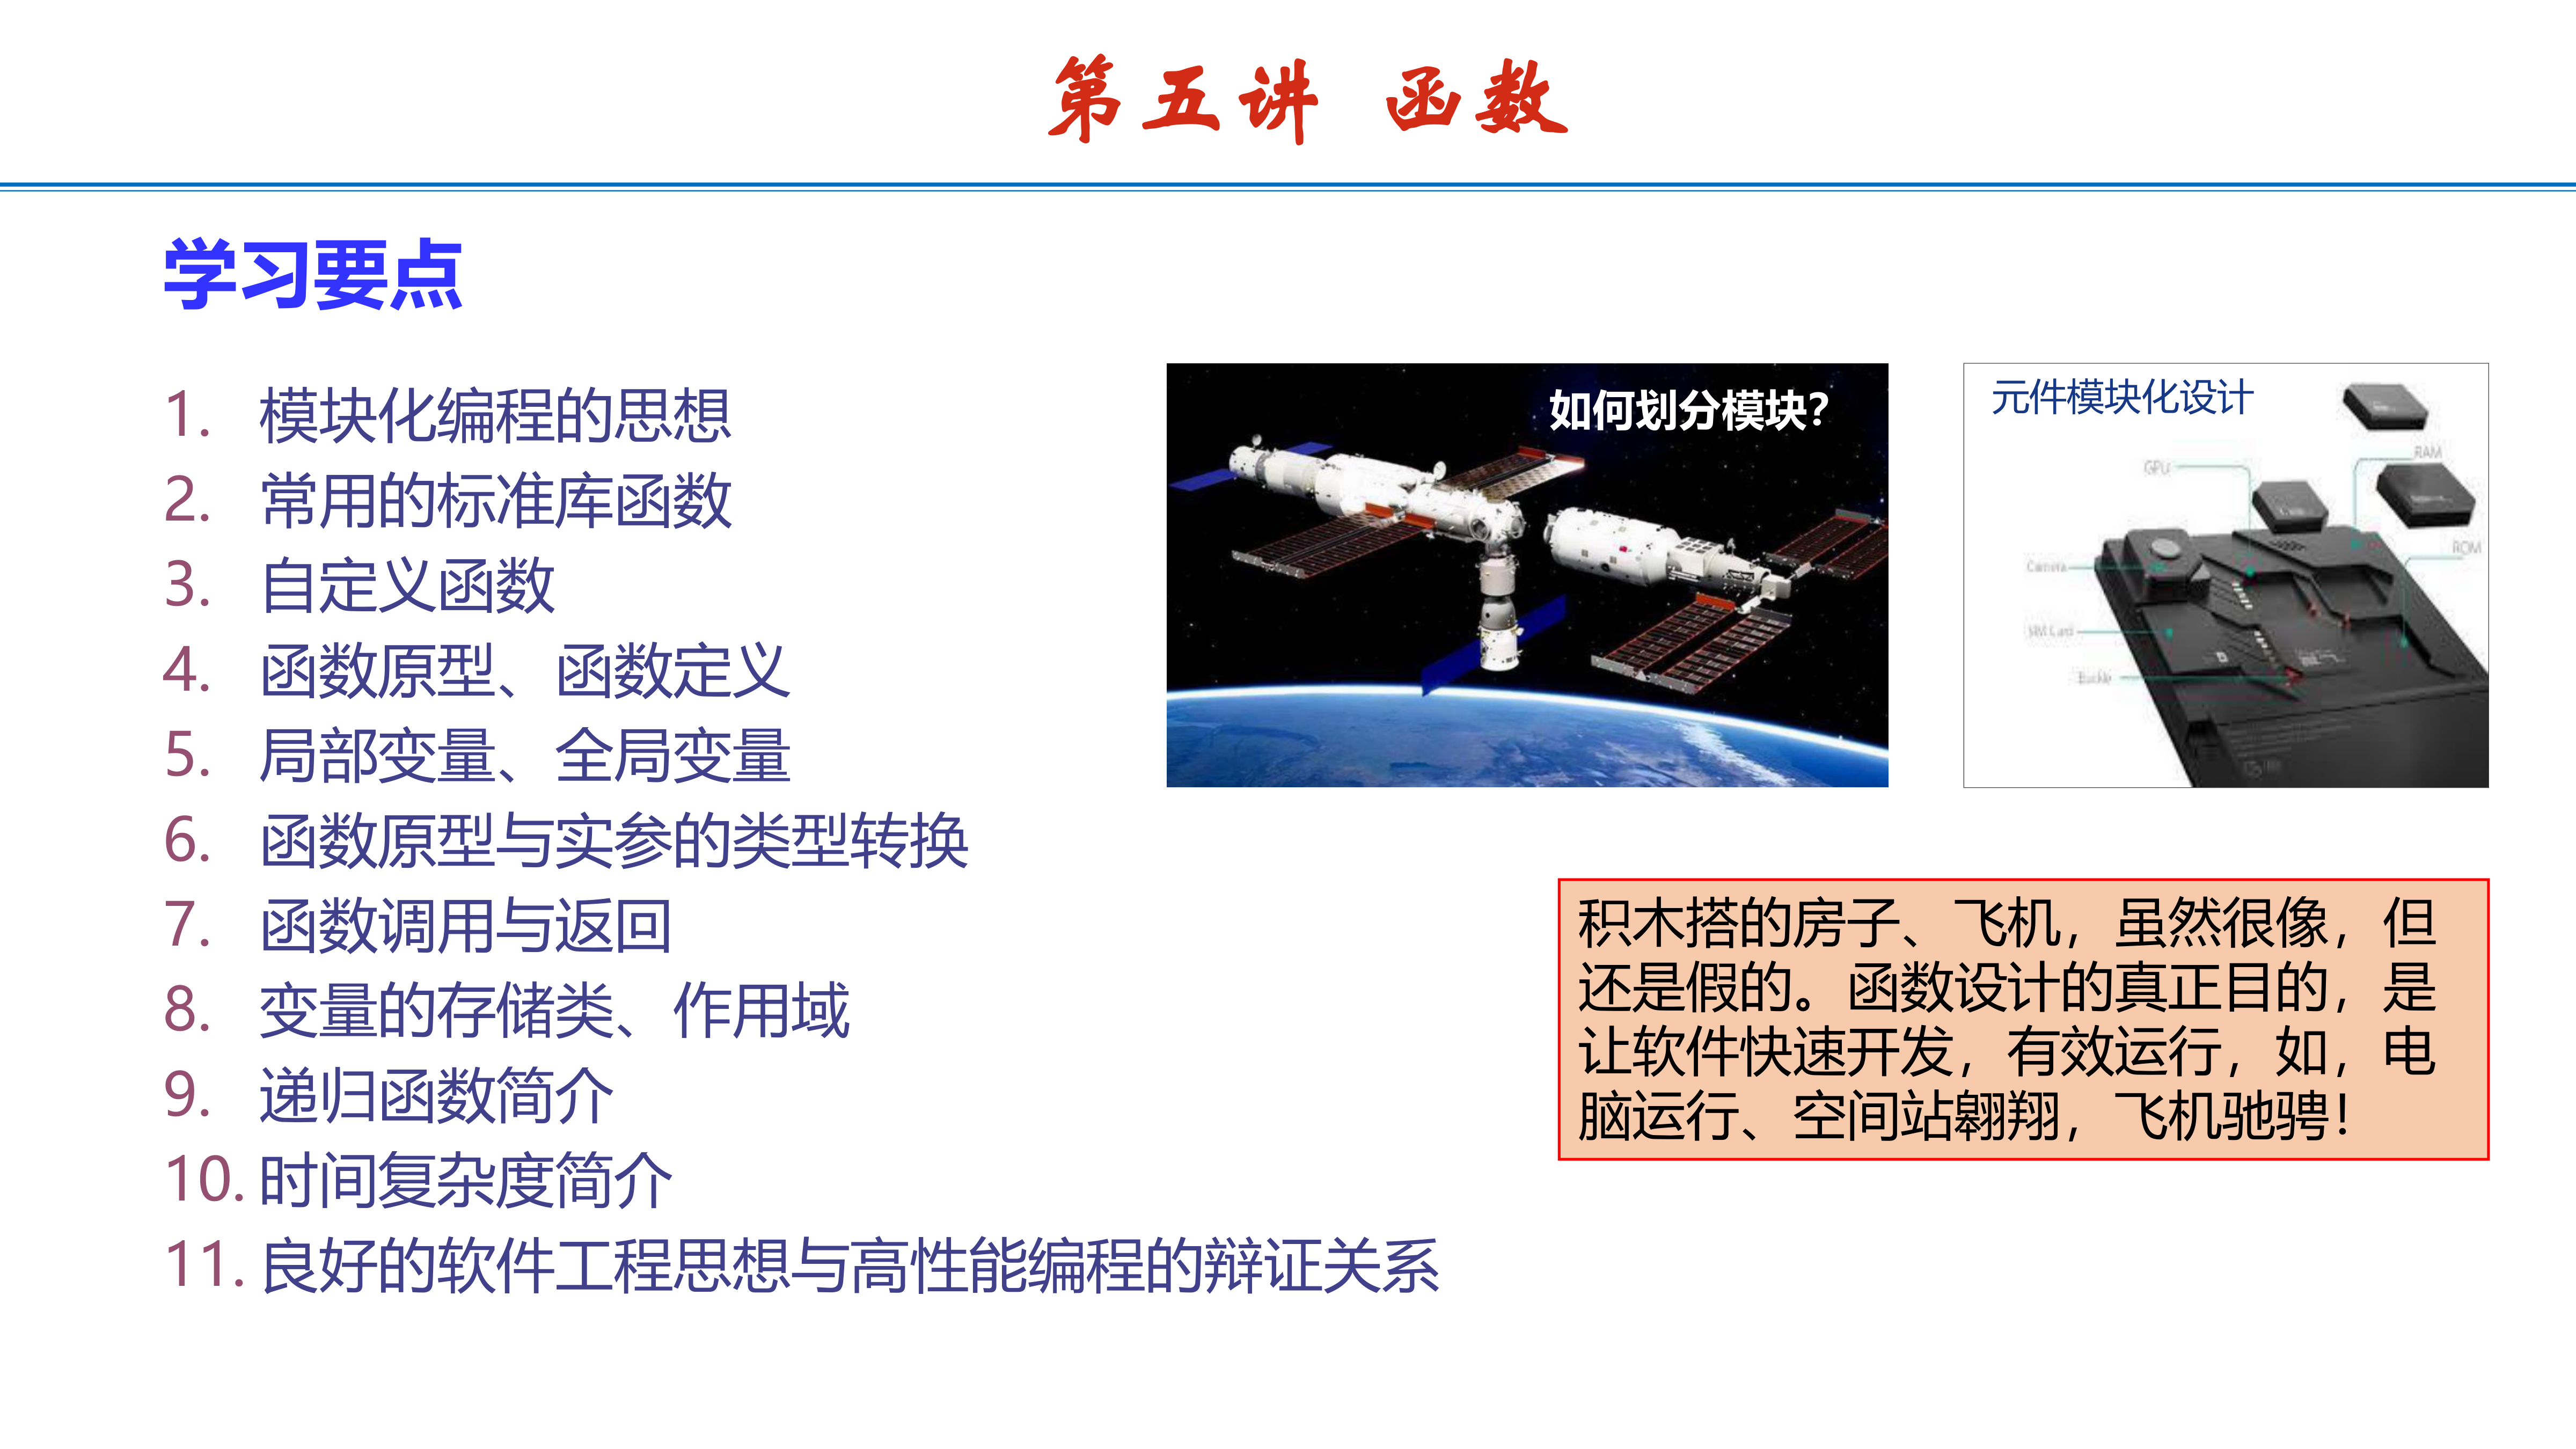 第五讲 函数
学习要点
1. 模块化编程的思想
2. 常用的标准库函数
3. 自定义函数
4. 函数原型、函数定义
5. 局部变量、全局变量
6. 函数原型与实参的类型转换
7. 函数调用与返回
8. 变量的存储类、作用域
9. 递归函数简介
10. 时间复杂度简介
11. 良好的软件工程思想与高性能编程的辩证关系
如何划分模块？
元件模块化设计
RAM
GPU
ROM
Camera
SIM Card
Buckle
积木搭的房子、飞机，虽然很像，但
还是假的。函数设计的真正目的，是
让软件快速开发，有效运行，如，电
脑运行、空间站翱翔，飞机驰骋！